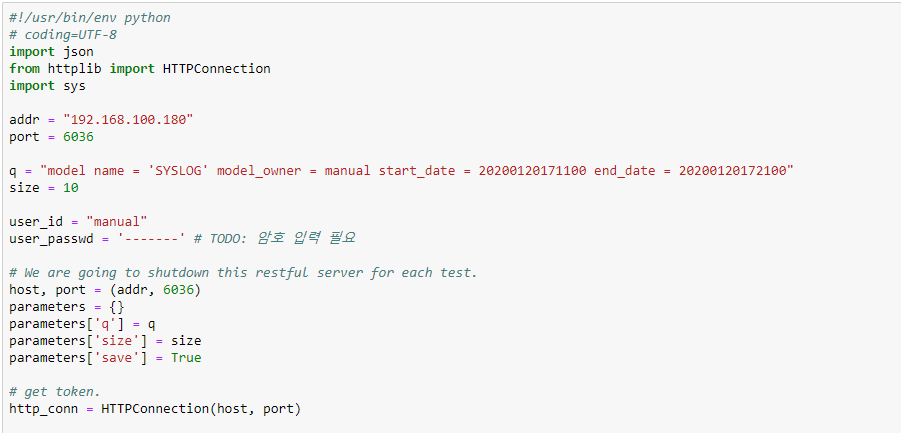 #!/usr/bin/env python
# coding=UTF-8
import json
from httplib import HTTPConnection
import sys
addr = "192.168.100.180"
port = 6036
q = "model name = 'SYSLOG' model_owner = manual start_date = 20200120171100 end_date = 20200120172100"
size = 10
user_id = "manual"
user_passwd = '-------' # TODO: 암호 입력 필요
# We are going to shutdown this restful server for each test.
host, port = (addr, 6036)
parameters = {}
parameters['q'] = q
parameters['size'] = size
parameters['save'] = True
# get token.
http_conn = HTTPConnection(host, port)